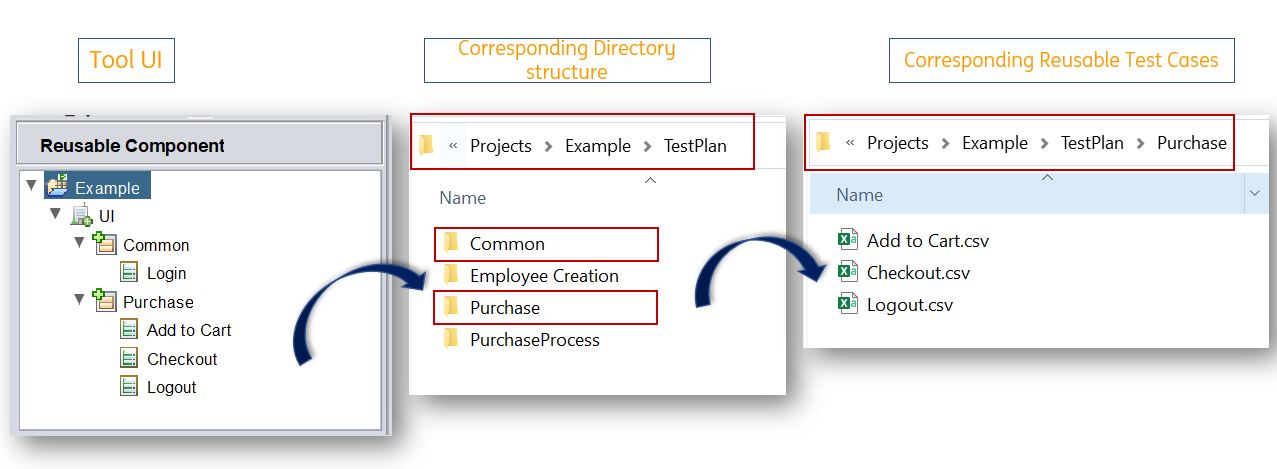 Tool UI
Corresponding Directory
structure
Corresponding Reusable Test Cases
Reusable Component
Example
UI
Common
Login
Purchase
Add to Cart
Checkout
Logout
« Projects > Example > TestPlan
Name
Common
Employee Creation
Purchase
PurchaseProcess
« Projects > Example > TestPlan > Purchase
Name
Add to Cart.csv
Checkout.csv
Logout.csv